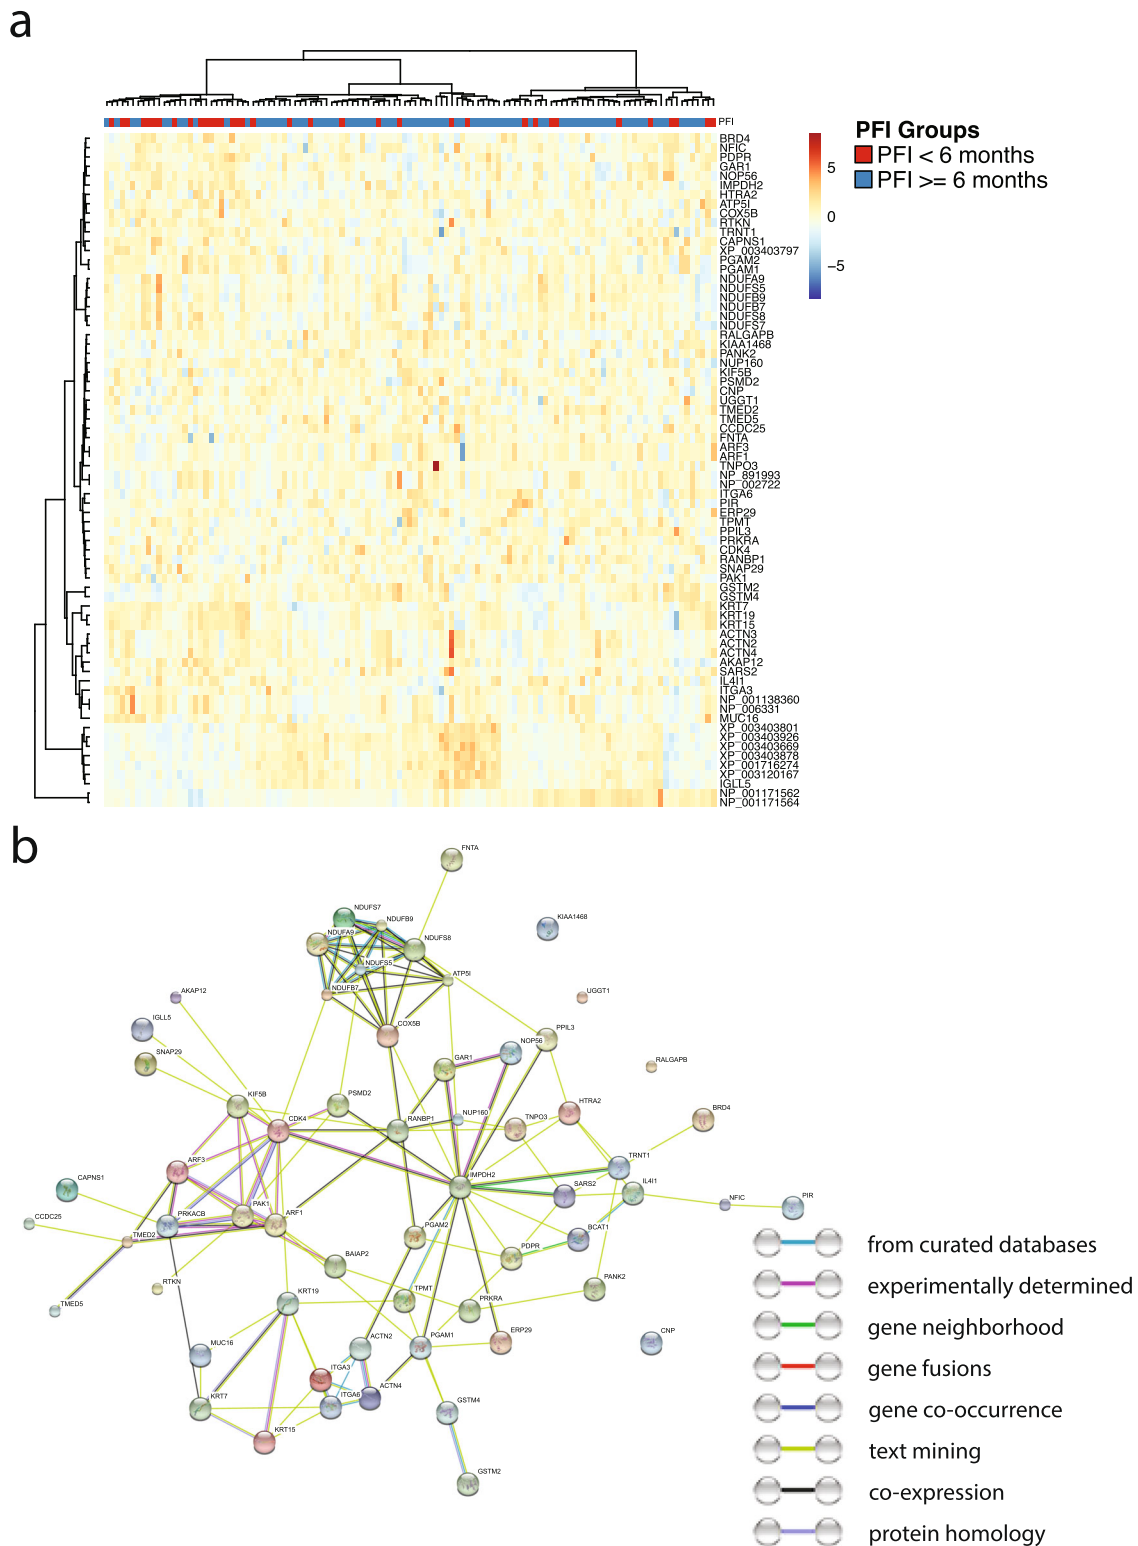 a
PFI
PFI Groups
PFI < 6 months
PFI >= 6 months
5
0
−5
BRD4
NFIC
PDPR
GAR1
NOP56
IMPDH2
HTRA2
ATP5I
COX5B
RTKN
TRNT1
CAPNS1
XP_003403797
PGAM2
PGAM1
NDUFA9
NDUFS5
NDUFB9
NDUFB7
NDUFS8
NDUFS7
RALGAPB
KIAA1468
PANK2
NUP160
KIF5B
PSMD2
CNP
UGGT1
TMED2
TMED5
CCDC25
FNTA
ARF3
ARF1
TNPO3
NP_891993
NP_002722
ITGA6
PIR
ERP29
TPMT
PPIL3
PRKRA
CDK4
RANBP1
SNAP29
PAK1
GSTM2
GSTM4
KRT7
KRT19
KRT15
ACTN3
ACTN2
ACTN4
AKAP12
SARS2
IL4I1
ITGA3
NP_001138360
NP_006331
MUC16
XP_003403801
XP_003403926
XP_003403669
XP_003403878
XP_001716274
XP_003120167
IGLL5
NP_001171562
NP_001171564
b
FNTA
NDUFS7
NDUFB9
KIAA1468
NDUFA9
NDUFS8
NDUFS5
ATP5I
NDUFB7
AKAP12
UGGT1
IGLL5
COX5B
PPIL3
NOP56
SNAP29
GAR1
RALGAPB
KIF5B
PSMD2
HTRA2
BRD4
CDK4
RANBP1
NUP160
TNPO3
ARF3
TRNT1
CAPNS1
IMPDH2
SARS2
IL4I1
NFIC
PIR
PAK1
CCDC25
PRKACB
ARF1
TMED2
PGAM2
BCAT1
PDPR
BAIAP2
RTKN
PANK2
TMED5
KRT19
TPMT
PRKRA
MUC16
ACTN2
PGAM1
ERP29
CNP
ITGA3
KRT7
ITGA6
ACTN4
GSTM4
KRT15
GSTM2
from curated databases
experimentally determined
gene neighborhood
gene fusions
gene co-occurrence
text mining
co-expression
protein homology